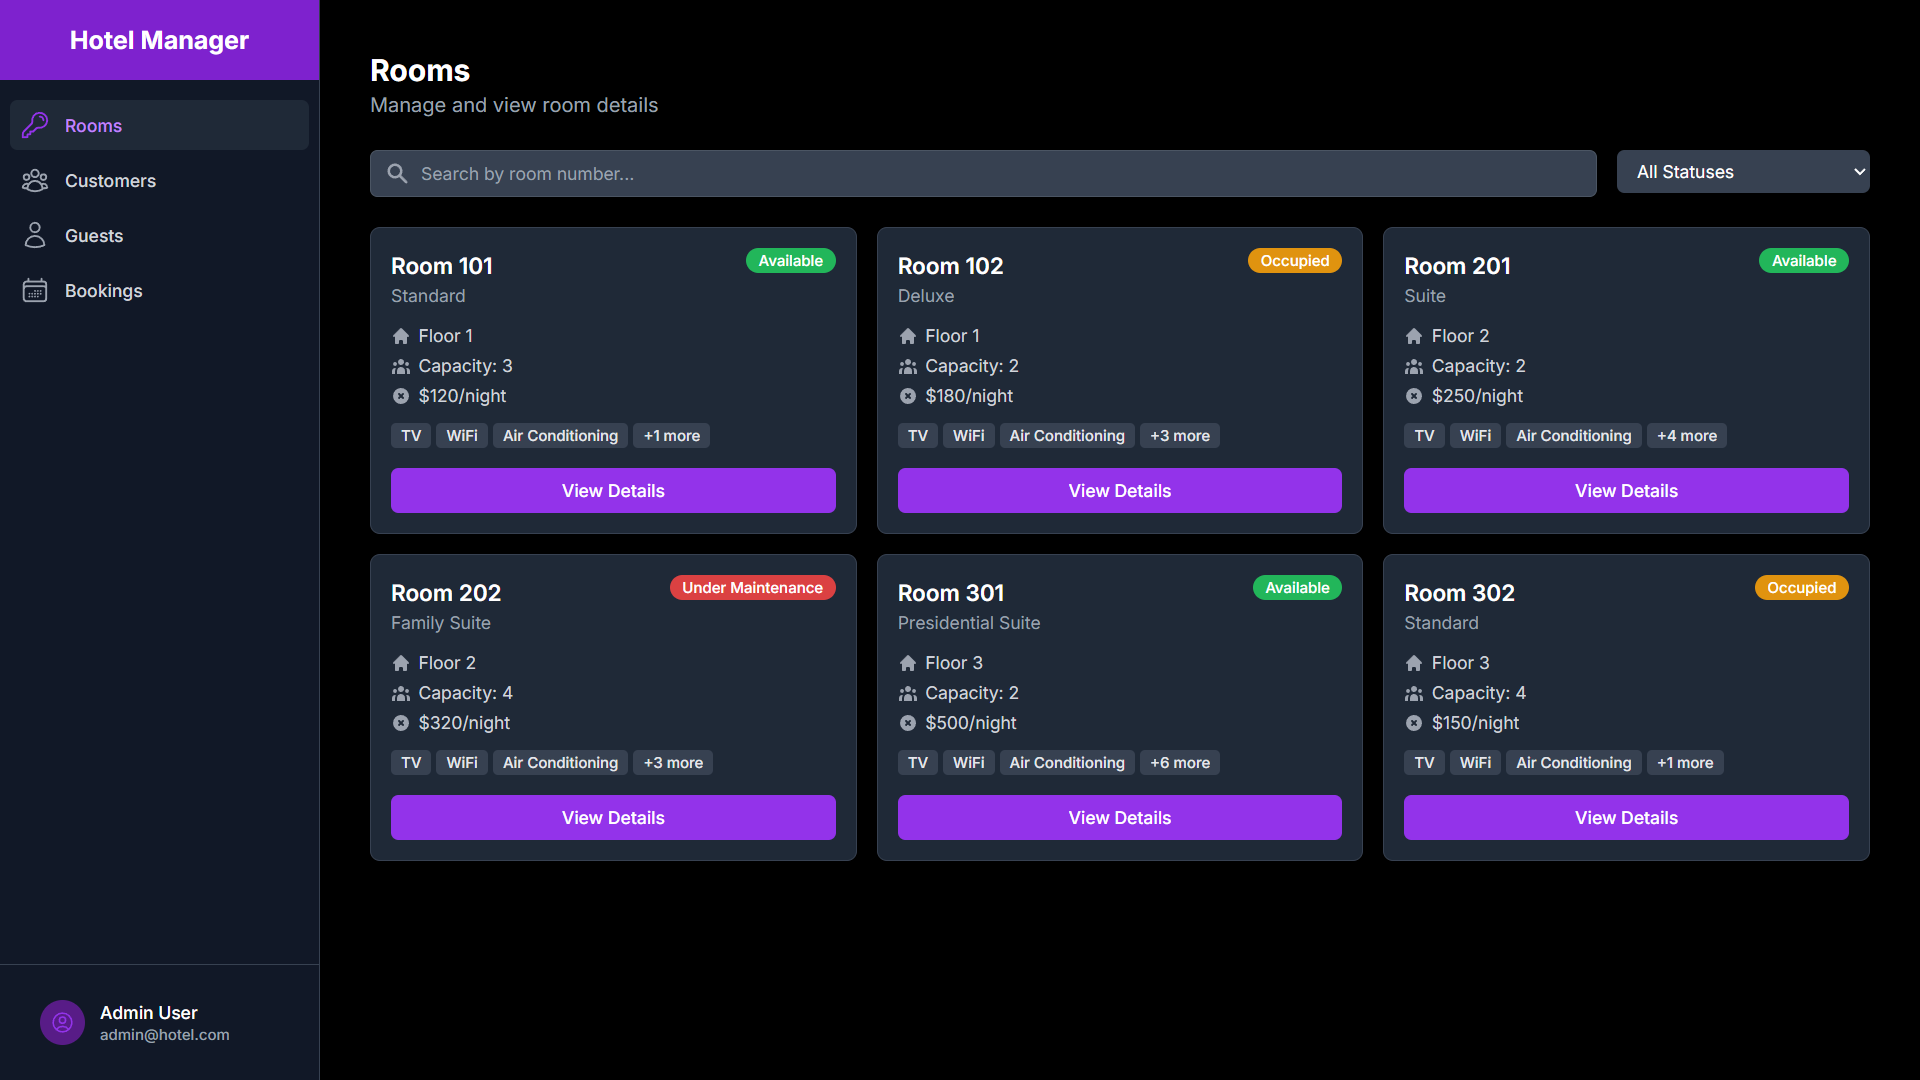 Hotel Manager
Rooms
Customers
Guests
Bookings
Admin User
admin@hotel.com
Rooms
Manage and view room details
Search by room number...
All Statuses
Room 101
Available
Standard
Floor 1
Capacity: 3
$120/night
TV WiFi Air Conditioning +1 more
View Details
Room 102
Occupied
Deluxe
Floor 1
Capacity: 2
$180/night
TV WiFi Air Conditioning +3 more
View Details
Room 201
Available
Suite
Floor 2
Capacity: 2
$250/night
TV WiFi Air Conditioning +4 more
View Details
Room 202
Under Maintenance
Family Suite
Floor 2
Capacity: 4
$320/night
TV WiFi Air Conditioning +3 more
View Details
Room 301
Available
Presidential Suite
Floor 3
Capacity: 2
$500/night
TV WiFi Air Conditioning +6 more
View Details
Room 302
Occupied
Standard
Floor 3
Capacity: 4
$150/night
TV WiFi Air Conditioning +1 more
View Details